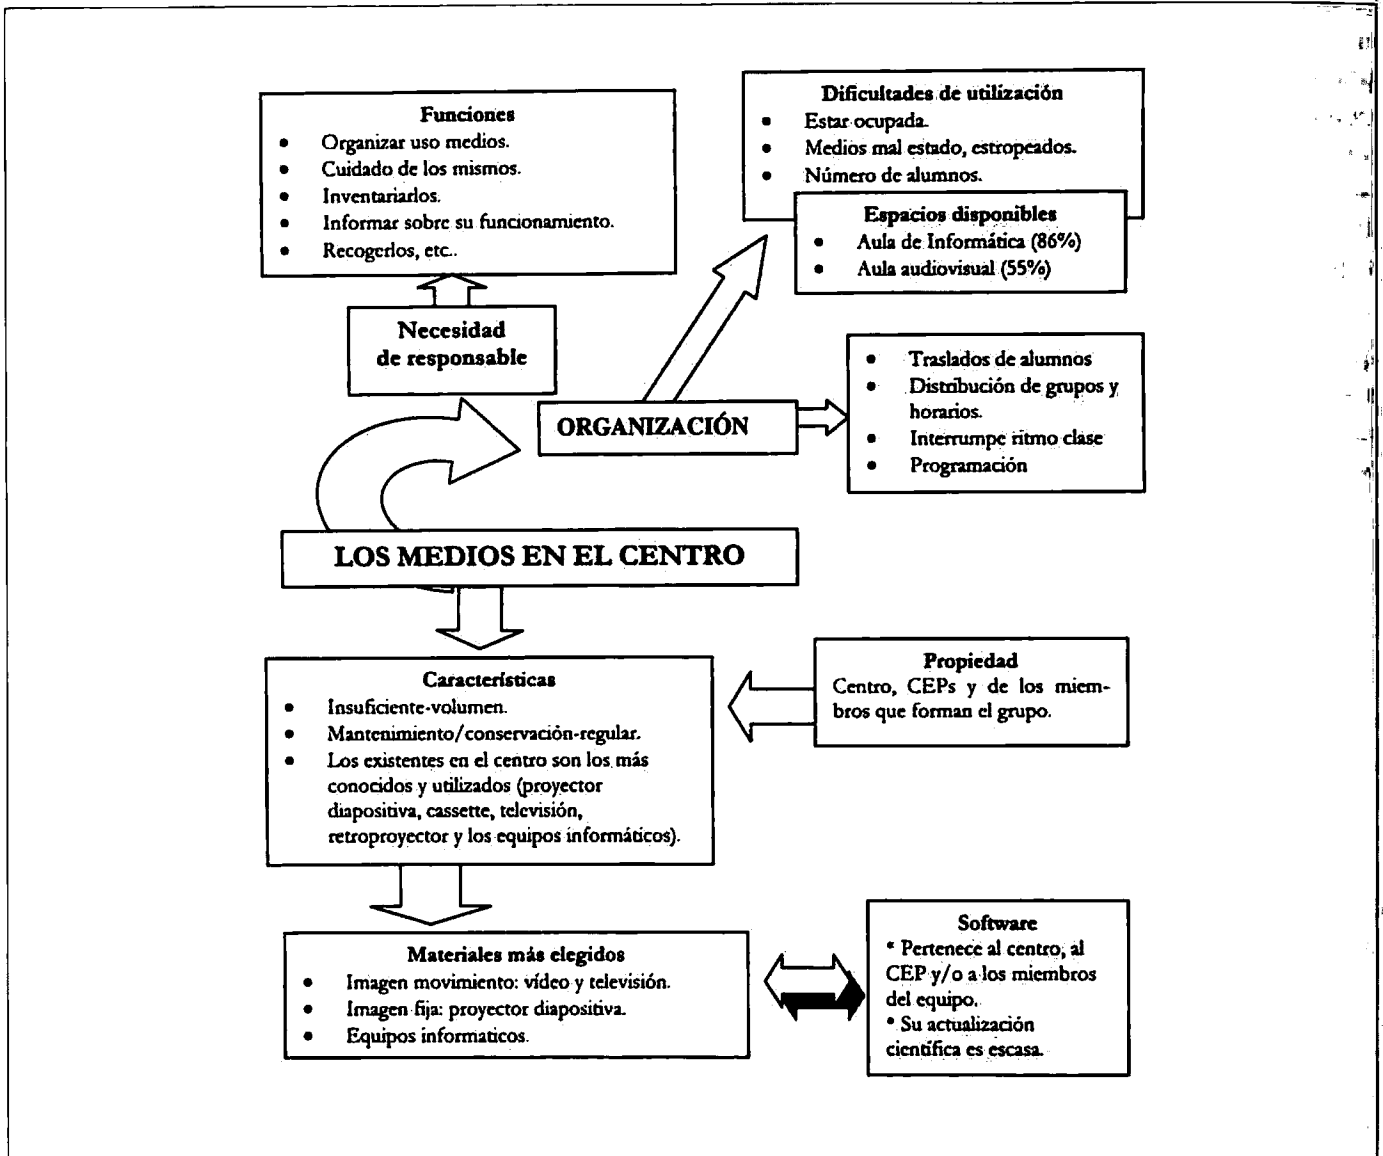 Funciones
• Organizar uso medios.
• Cuidado de los mismos.
• Inventariarlos.
• Informar sobre su funcionamiento.
• Recogerlos, etc..
Dificultades de utilización
• Estar ocupada.
• Medios mal estado, estropeados.
• Número de alumnos.
Espacios disponibles
• Aula de Informática (86%)
• Aula audiovisual (55%)
Necesidad
de responsable
• Traslados de alumnos
• Distribución de grupos y
horarios.
• Interrumpe ritmo clase
• Programación
ORGANIZACIÓN
LOS MEDIOS EN EL CENTRO
Características
• Insuficiente-volumen.
• Mantenimiento/conservación-regular.
• Los existentes en el centro son los más
conocidos y utilizados (proyector
diapositiva, cassette, televisión,
retroproyector y los equipos informáticos).
Propiedad
Centro, CEPs y de los miem-
bros que forman el grupo.
Materiales más elegidos
• Imagen movimiento: vídeo y televisión.
• Imagen fija: proyector diapositiva.
• Equipos informaticos.
Software
* Pertenece al centro, al
CEP y/o a los miembros
del equipo.
* Su actualización
científica es escasa.